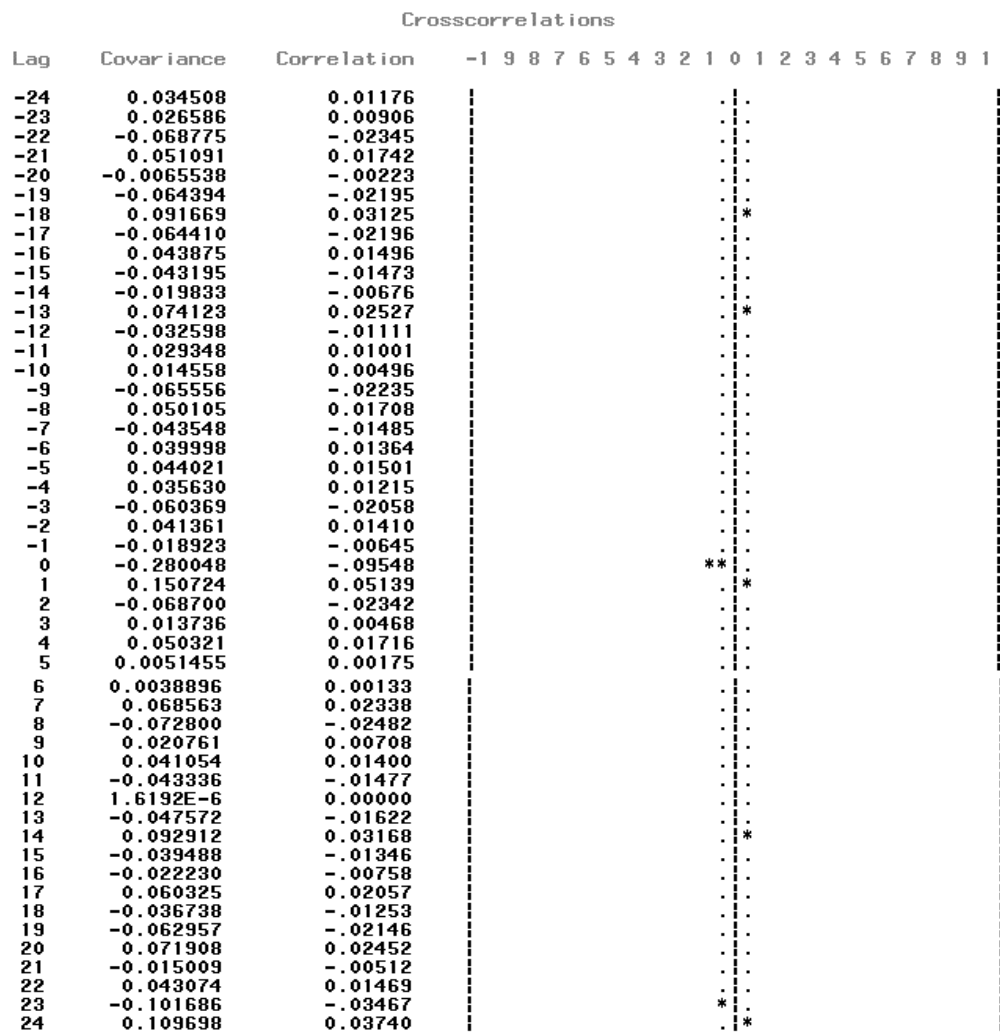 Crosscorrelations
Lag Covariance Correlation -1 9 8 7 6 5 4 3 2 1 0 1 2 3 4 5 6 7 8 9 1
-24 0.034508 0.01176 | .|. |
-23 0.026586 0.00906 | .|. |
-22 -0.068775 -.02345 | .|. |
-21 0.051091 0.01742 | .|. |
-20 -0.0065538 -.00223 | .|. |
-19 -0.064394 -.02195 | .|. |
-18 0.091669 0.03125 | .|* |
-17 -0.064410 -.02196 | .|. |
-16 0.043875 0.01496 | .|. |
-15 -0.043195 -.01473 | .|. |
-14 -0.019833 -.00676 | .|. |
-13 0.074123 0.02527 | .|* |
-12 -0.032598 -.01111 | .|. |
-11 0.029348 0.01001 | .|. |
-10 0.014558 0.00496 | .|. |
-9 -0.065556 -.02235 | .|. |
-8 0.050105 0.01708 | .|. |
-7 -0.043548 -.01485 | .|. |
-6 0.039998 0.01364 | .|. |
-5 0.044021 0.01501 | .|. |
-4 0.035630 0.01215 | .|. |
-3 -0.060369 -.02058 | .|. |
-2 0.041361 0.01410 | .|. |
-1 -0.018923 -.00645 | .|. |
0 -0.280048 -.09548 | **|. |
1 0.150724 0.05139 | .|* |
2 -0.068700 -.02342 | .|. |
3 0.013736 0.00468 | .|. |
4 0.050321 0.01716 | .|. |
5 0.0051455 0.00175 | .|. |
6 0.0038896 0.00133 | .|. |
7 0.068563 0.02338 | .|. |
8 -0.072800 -.02482 | .|. |
9 0.020761 0.00708 | .|. |
10 0.041054 0.01400 | .|. |
11 -0.043336 -.01477 | .|. |
12 1.6192E-6 0.00000 | .|. |
13 -0.047572 -.01622 | .|. |
14 0.092912 0.03168 | .|* |
15 -0.039488 -.01346 | .|. |
16 -0.022230 -.00758 | .|. |
17 0.060325 0.02057 | .|. |
18 -0.036738 -.01253 | .|. |
19 -0.062957 -.02146 | .|. |
20 0.071908 0.02452 | .|. |
21 -0.015009 -.00512 | .|. |
22 0.043074 0.01469 | .|. |
23 -0.101686 -.03467 | *|. |
24 0.109698 0.03740 | .|* |